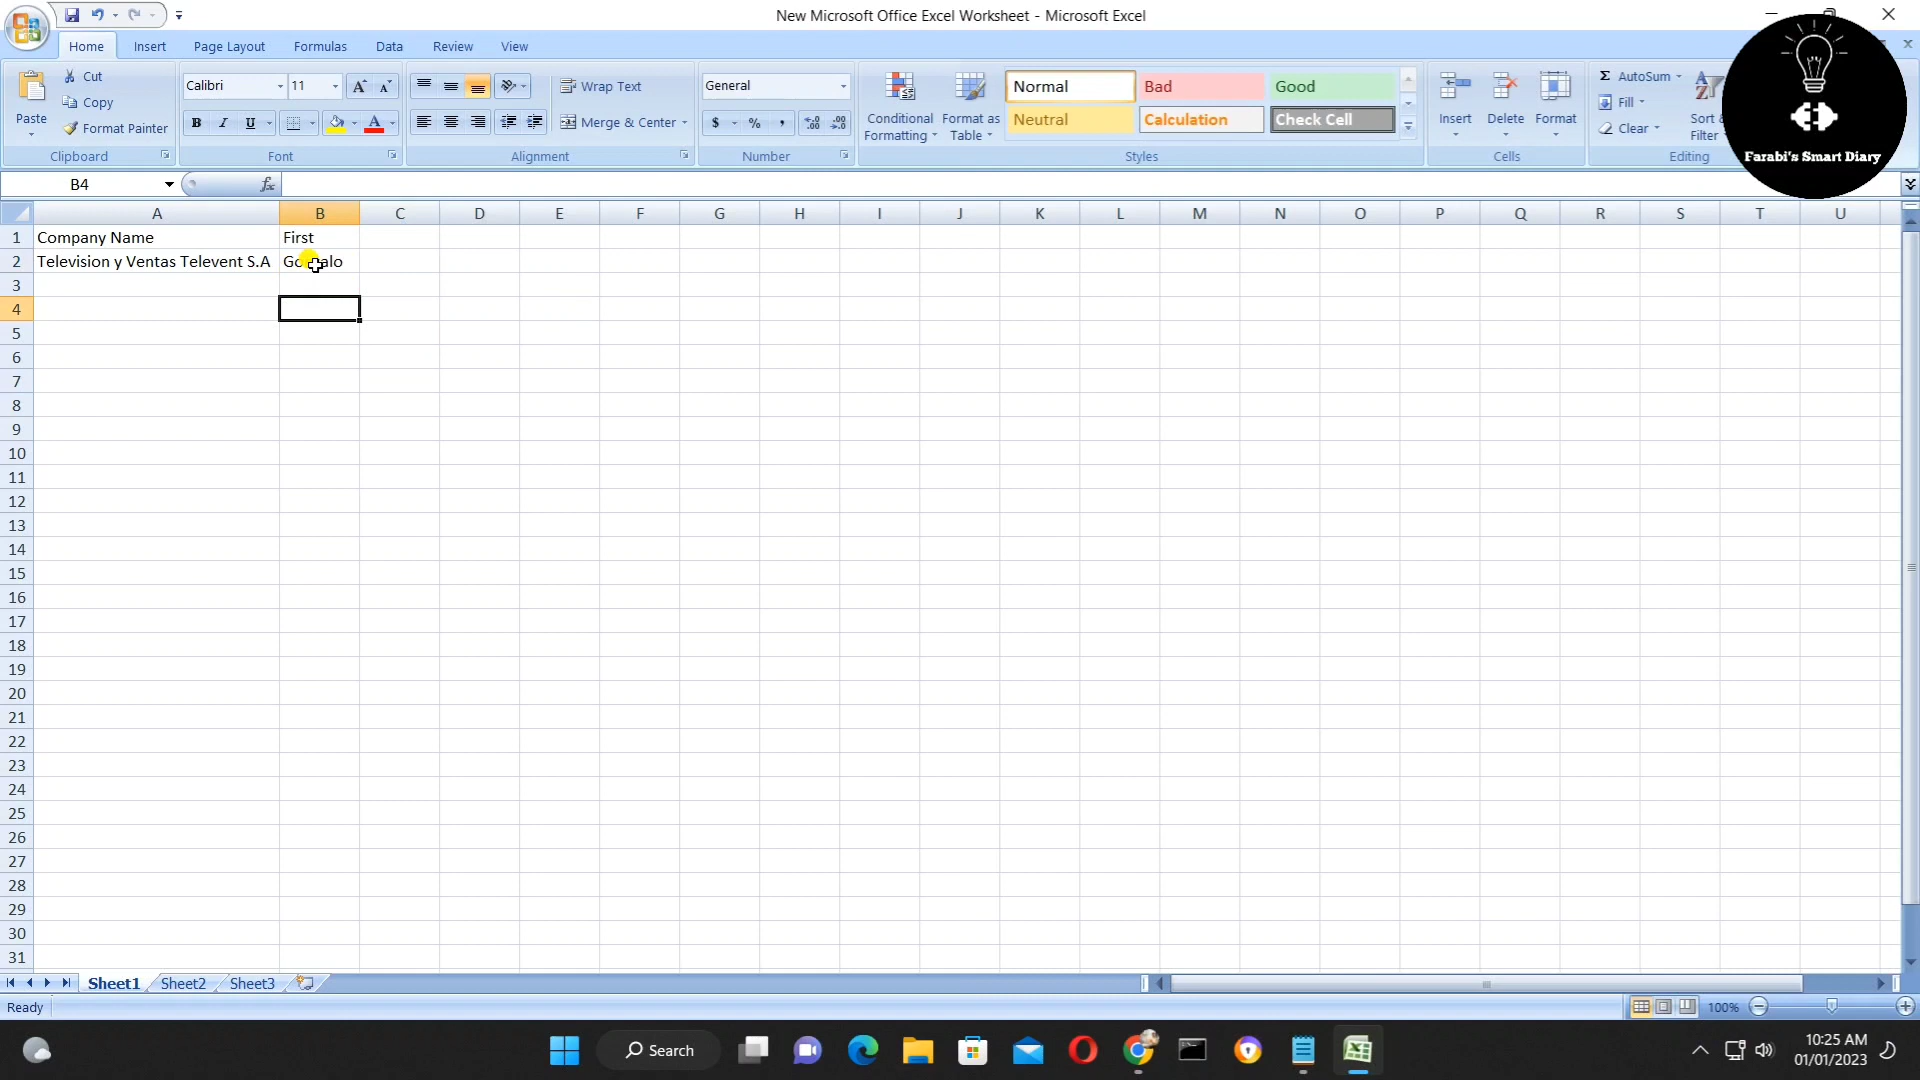 New Microsoft Office Excel Worksheet - Microsoft Excel
Home Insert Page Layout Formulas Data Review View
Paste Cut Copy Format Painter
Calibri 11
Wrap Text
Merge & Center
General
$ % ,
Conditional Formatting Format as Table
Normal Bad Good
Neutral Calculation Check Cell
Insert Delete Format
Σ AutoSum
Fill
Clear
Sort & Filter
Clipboard Font Alignment Number Styles Cells Editing
Farabi's Smart Diary
B4 fx
A B C D E F G H I J K L M N O P Q R S T U
1 Company Name First
2 Television y Ventas Televent S.A
3
4
5
6
7
8
9
10
11
12
13
14
15
16
17
18
19
20
21
22
23
24
25
26
27
28
29
30
31
Sheet1 Sheet2 Sheet3
Ready 100%
Search
10:25 AM
01/01/2023